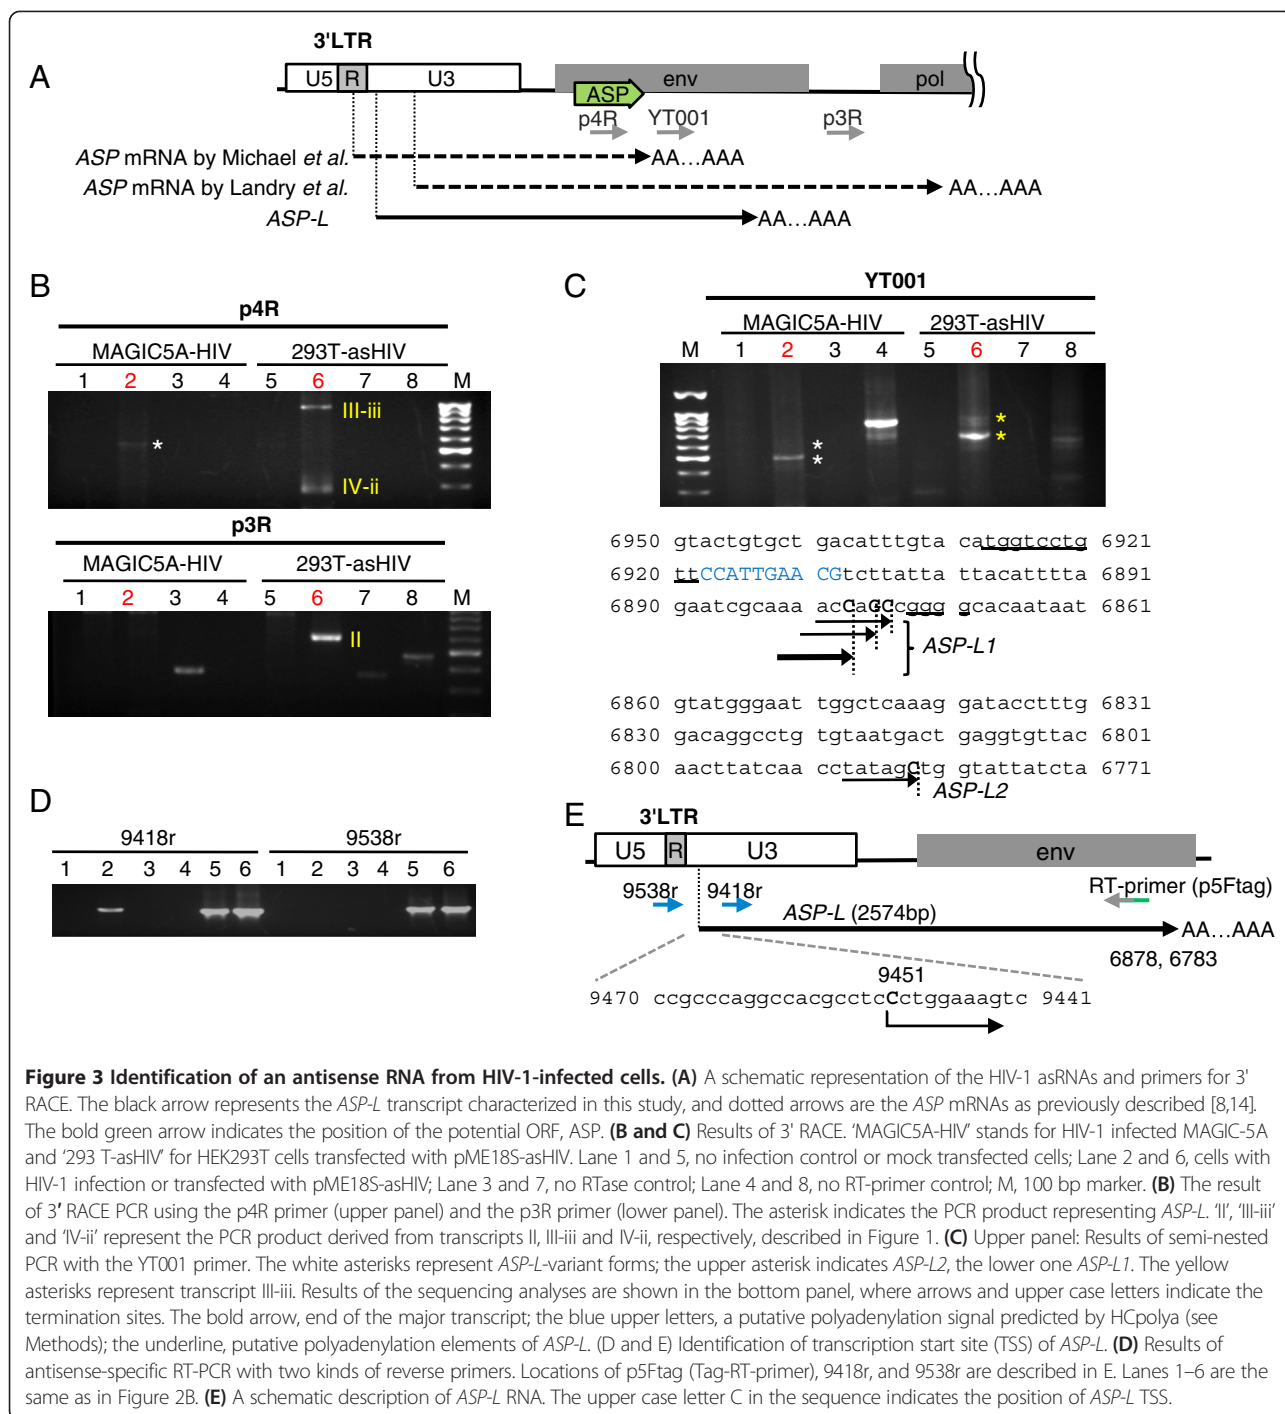 A
3'LTR
U5 R U3 env pol
ASP
p4R YT001 p3R
ASP mRNA by Michael et al. AA...AAA
ASP mRNA by Landry et al. AA...AAA
ASP-L AA...AAA
B
p4R
MAGIC5A-HIV 293T-asHIV
1 2 3 4 5 6 7 8 M
III-iii
*
IV-ii
p3R
MAGIC5A-HIV 293T-asHIV
1 2 3 4 5 6 7 8 M
II
C
YT001
MAGIC5A-HIV 293T-asHIV
M 1 2 3 4 5 6 7 8
*
*
*
*
6950 gtactgtgct gacatttgta catggtcctg 6921
6920 ttCCATTGAA CGtcttatta ttacatttta 6891
6890 gaatcgcaaa accaGCcggg gcacaataat 6861
ASP-L1
6860 gtatgggaatt ggctcaaag gatacctttg 6831
6830 gacaggcctg tgtaatgact gaggtgttac 6801
6800 aacttatcaa cctatagCtg gtattatcta 6771
ASP-L2
D
9418r 9538r
1 2 3 4 5 6 1 2 3 4 5 6
E
3'LTR
U5 R U3 env
9538r 9418r RT-primer (p5Ftag)
ASP-L (2574bp)
AA...AAA
6878, 6783
9451
9470 ccgcccaggccacgcctcCctggaaagtc 9441
Figure 3 Identification of an antisense RNA from HIV-1-infected cells. (A) A schematic representation of the HIV-1 asRNAs and primers for 3'
RACE. The black arrow represents the ASP-L transcript characterized in this study, and dotted arrows are the ASP mRNAs as previously described [8,14].
The bold green arrow indicates the position of the potential ORF, ASP. (B and C) Results of 3' RACE. 'MAGIC5A-HIV' stands for HIV-1 infected MAGIC-5A
and '293 T-asHIV' for HEK293T cells transfected with pME18S-asHIV. Lane 1 and 5, no infection control or mock transfected cells; Lane 2 and 6, cells with
HIV-1 infection or transfected with pME18S-asHIV; Lane 3 and 7, no RTase control; Lane 4 and 8, no RT-primer control; M, 100 bp marker. (B) The result
of 3' RACE PCR using the p4R primer (upper panel) and the p3R primer (lower panel). The asterisk indicates the PCR product representing ASP-L. 'II', 'III-iii'
and 'IV-ii' represent the PCR product derived from transcripts II, III-iii and IV-ii, respectively, described in Figure 1. (C) Upper panel: Results of semi-nested
PCR with the YT001 primer. The white asterisks represent ASP-L-variant forms; the upper asterisk indicates ASP-L2, the lower one ASP-L1. The yellow
asterisks represent transcript III-iii. Results of the sequencing analyses are shown in the bottom panel, where arrows and upper case letters indicate the
termination sites. The bold arrow, end of the major transcript; the blue upper letters, a putative polyadenylation signal predicted by HCpolya (see
Methods); the underline, putative polyadenylation elements of ASP-L. (D and E) Identification of transcription start site (TSS) of ASP-L. (D) Results of
antisense-specific RT-PCR with two kinds of reverse primers. Locations of p5Ftag (Tag-RT-primer), 9418r, and 9538r are described in E. Lanes 1–6 are the
same as in Figure 2B. (E) A schematic description of ASP-L RNA. The upper case letter C in the sequence indicates the position of ASP-L TSS.